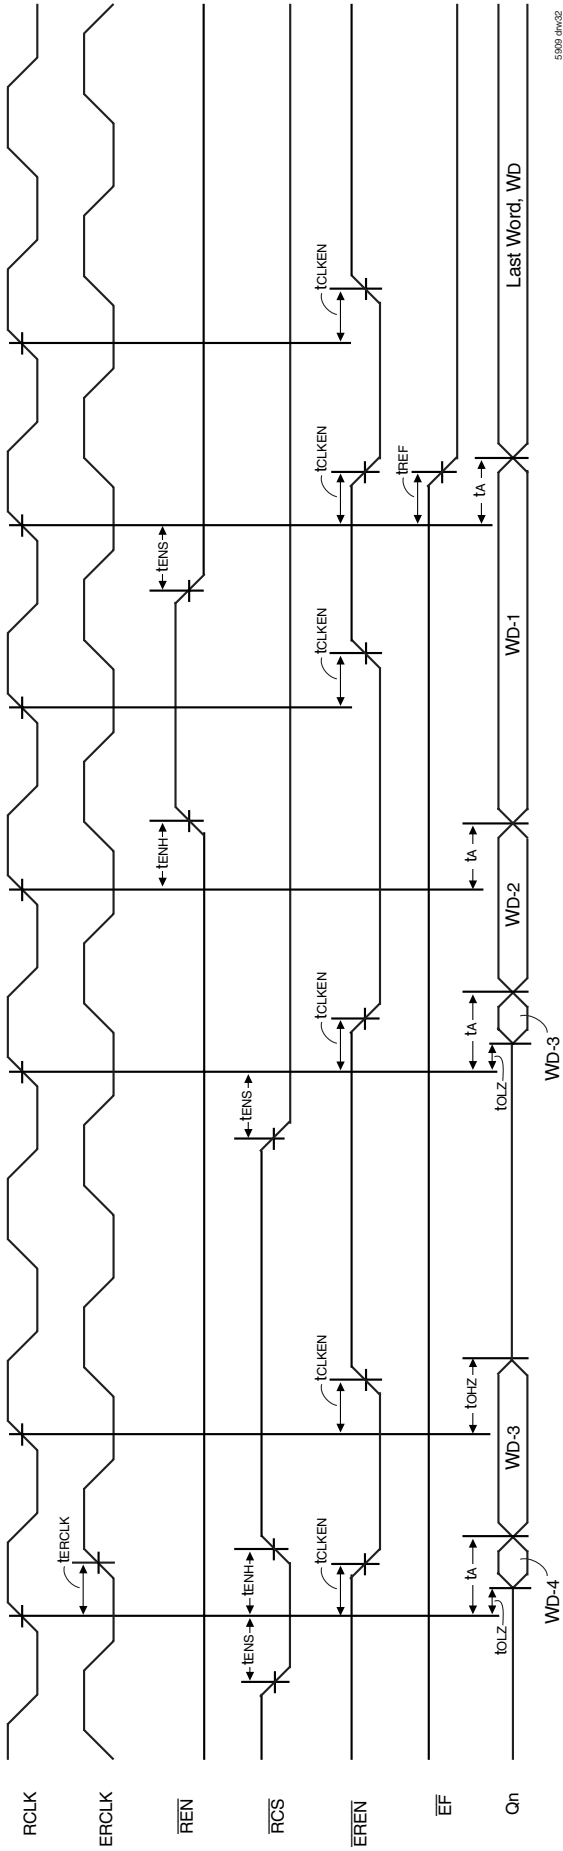 RCLK
tERCLK
ERCLK
tENH
tENS
REN
tENS
tENH
tENS
RCS
tCLKEN
tCLKEN
tCLKEN
tCLKEN
tCLKEN
tCLKEN
EREN
tREF
EF
tA
tOHZ
tA
tA
tA
tOLZ
tOLZ
Qn
WD-3
WD-2
WD-1
Last Word, WD
WD-4
WD-3
5909 drw32